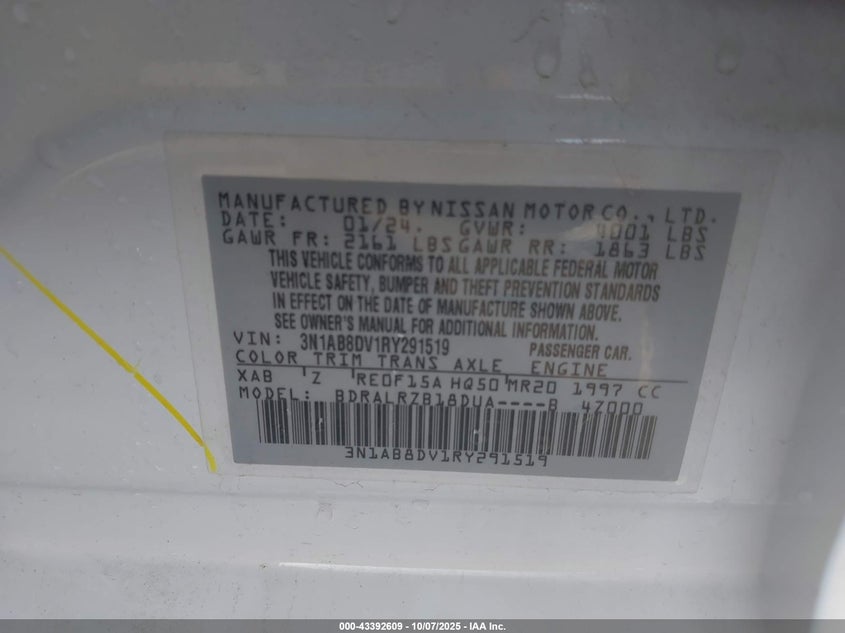 MANUFACTURED BY NISSAN MOTOR CO., LTD.
DATE: 01/24. GVWR: 4001 LBS
GAWR FR: 2161 LBS GAWR RR: 1863 LBS
THIS VEHICLE CONFORMS TO ALL APPLICABLE FEDERAL MOTOR
VEHICLE SAFETY, BUMPER AND THEFT PREVENTION STANDARDS
IN EFFECT ON THE DATE OF MANUFACTURE SHOWN ABOVE.
SEE OWNER'S MANUAL FOR ADDITIONAL INFORMATION.
VIN: 3N1AB8DV1RY291519 PASSENGER CAR.
COLOR TRIM TRANS AXLE ENGINE
XAB Z RE0F15A HQ50 MR20 1997 CC
MODEL: BDRALRZB18DUA----B 47000
3N1AB8DV1RY291519
000-43392609 - 10/07/2025 - IAA Inc.